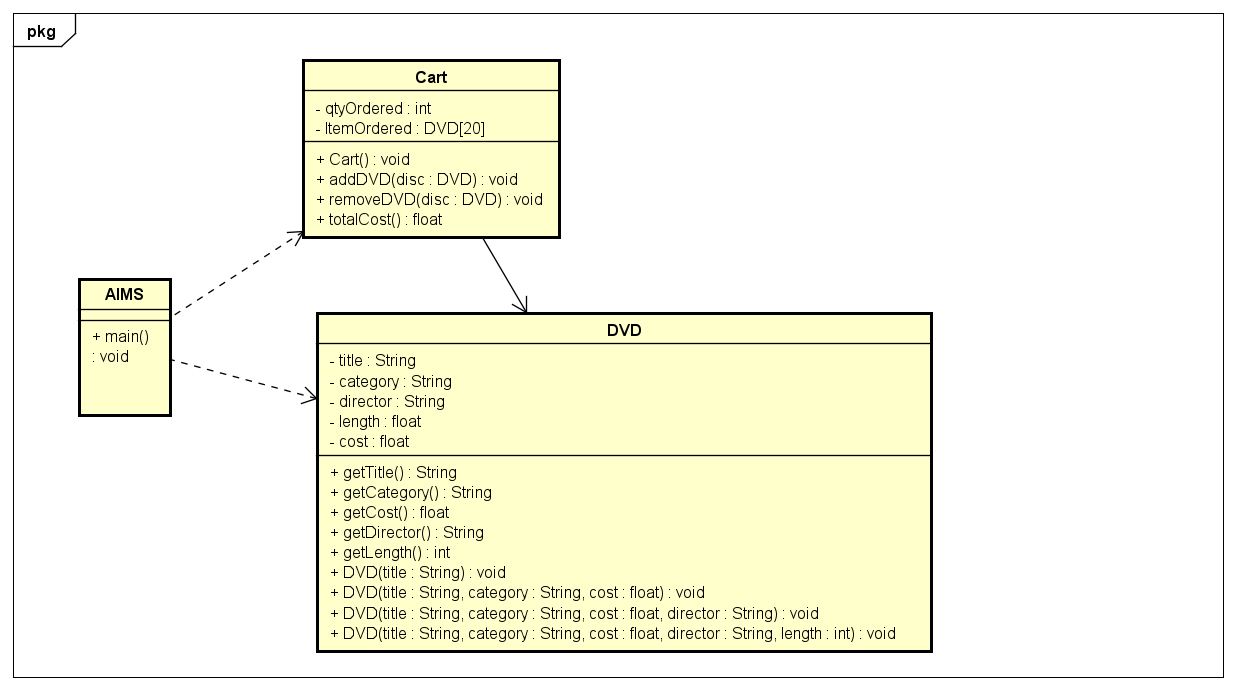 pkg
Cart
- qtyOrdered : int
- ItemOrdered : DVD[20]
+ Cart() : void
+ addDVD(disc : DVD) : void
+ removeDVD(disc : DVD) : void
+ totalCost() : float
AIMS
+ main()
: void
DVD
- title : String
- category : String
- director : String
- length : float
- cost : float
+ getTitle() : String
+ getCategory() : String
+ getCost() : float
+ getDirector() : String
+ getLength() : int
+ DVD(title : String) : void
+ DVD(title : String, category : String, cost : float) : void
+ DVD(title : String, category : String, cost : float, director : String) : void
+ DVD(title : String, category : String, cost : float, director : String, length : int) : void